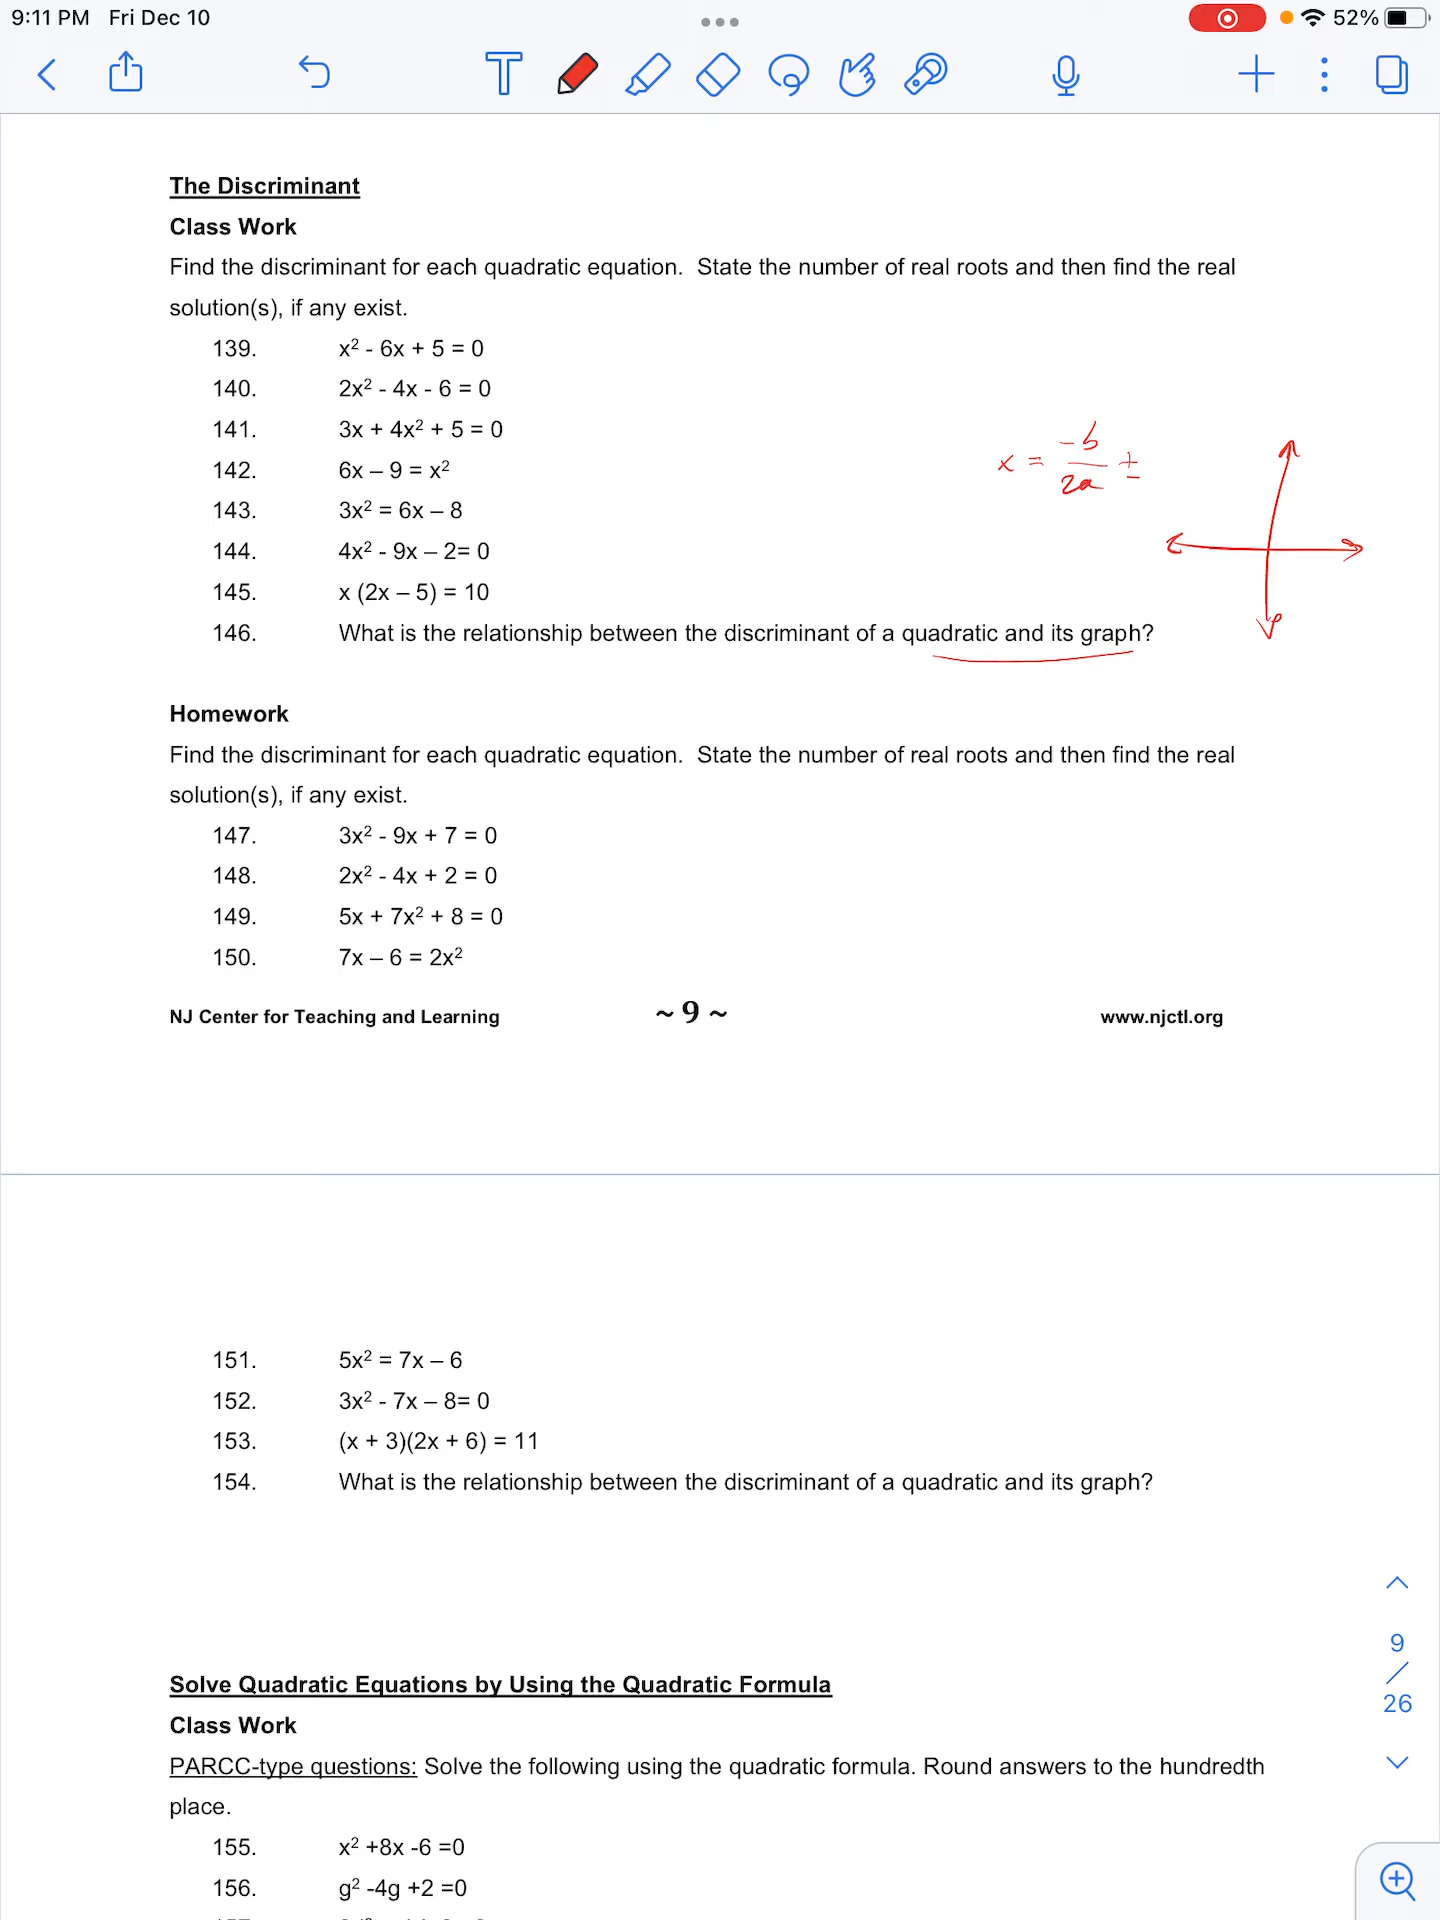 9:11 PM Fri Dec 10
52%
The Discriminant
Class Work
Find the discriminant for each quadratic equation. State the number of real roots and then find the real
solution(s), if any exist.
139. x² - 6x + 5 = 0
140. 2x² - 4x - 6 = 0
141. 3x + 4x² + 5 = 0
142. 6x – 9 = x²
143. 3x² = 6x – 8
144. 4x² - 9x – 2= 0
145. x (2x – 5) = 10
146. What is the relationship between the discriminant of a quadratic and its graph?
x = -b/2a ±
Homework
Find the discriminant for each quadratic equation. State the number of real roots and then find the real
solution(s), if any exist.
147. 3x² - 9x + 7 = 0
148. 2x² - 4x + 2 = 0
149. 5x + 7x² + 8 = 0
150. 7x – 6 = 2x²
NJ Center for Teaching and Learning ~ 9 ~ www.njctl.org
151. 5x² = 7x – 6
152. 3x² - 7x – 8= 0
153. (x + 3)(2x + 6) = 11
154. What is the relationship between the discriminant of a quadratic and its graph?
9
/
26
Solve Quadratic Equations by Using the Quadratic Formula
Class Work
PARCC-type questions: Solve the following using the quadratic formula. Round answers to the hundredth
place.
155. x² +8x -6 =0
156. g² -4g +2 =0